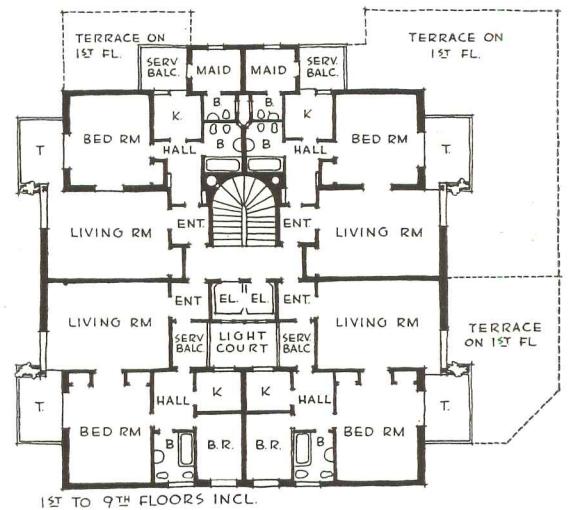 TERRACE ON
1ST FL.
TERRACE ON
1ST FL.
SERV.
BALC.
MAID
MAID
SERV.
BALC.
K.
B.
B.
K
BED RM
BED RM
T.
HALL
B
B
HALL
T.
LIVING RM
ENT.
ENT.
LIVING RM
EL.
EL.
ENT
ENT.
LIVING RM
LIVING RM
SERV
BALC.
LIGHT
COURT
SERV.
BALC
TERRACE
ON 1ST FL
HALL
K
K
HALL
T.
T.
BED RM
B
B.R.
B.R.
B
BED RM
1ST TO 9TH FLOORS INCL.